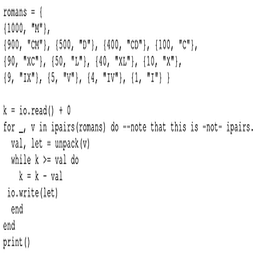 romans = {
{1000, "M"},
{900, "CM"}, {500, "D"}, {400, "CD"}, {100, "C"},
{90, "XC"}, {50, "L"}, {40, "XL"}, {10, "X"},
{9, "IX"}, {5, "V"}, {4, "IV"}, {1, "I"} }

k = io.read() + 0
for _, v in ipairs(romans) do --note that this is -not- ipairs.
  val, let = unpack(v)
  while k >= val do
    k = k - val
 io.write(let)
  end
end
print()